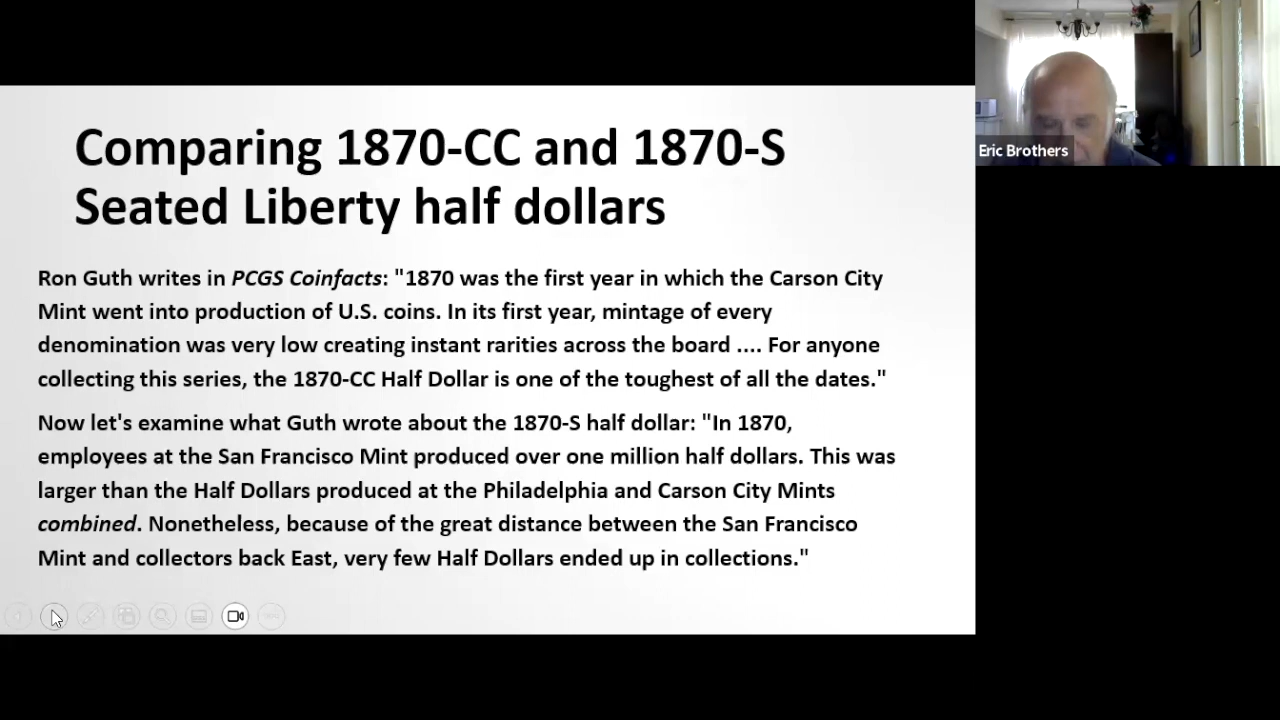 Comparing 1870-CC and 1870-S
Seated Liberty half dollars
Ron Guth writes in PCGS Coinfacts: "1870 was the first year in which the Carson City
Mint went into production of U.S. coins. In its first year, mintage of every
denomination was very low creating instant rarities across the board .... For anyone
collecting this series, the 1870-CC Half Dollar is one of the toughest of all the dates."
Now let's examine what Guth wrote about the 1870-S half dollar: "In 1870,
employees at the San Francisco Mint produced over one million half dollars. This was
larger than the Half Dollars produced at the Philadelphia and Carson City Mints
combined. Nonetheless, because of the great distance between the San Francisco
Mint and collectors back East, very few Half Dollars ended up in collections."
Eric Brothers